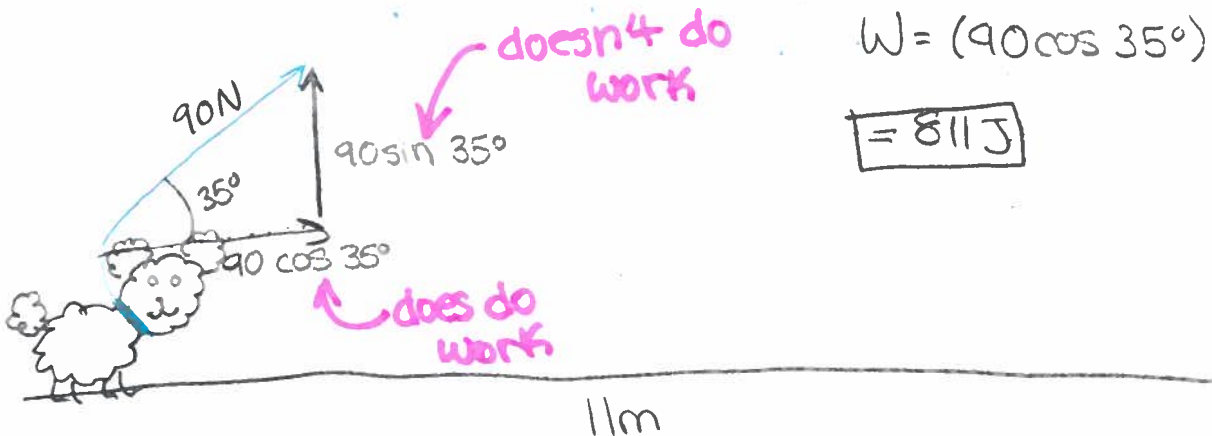 doesn't do
work
W = (90 cos 35°)
= 811 J
90N
90 sin 35°
35°
90 cos 35°
does do
work
11m